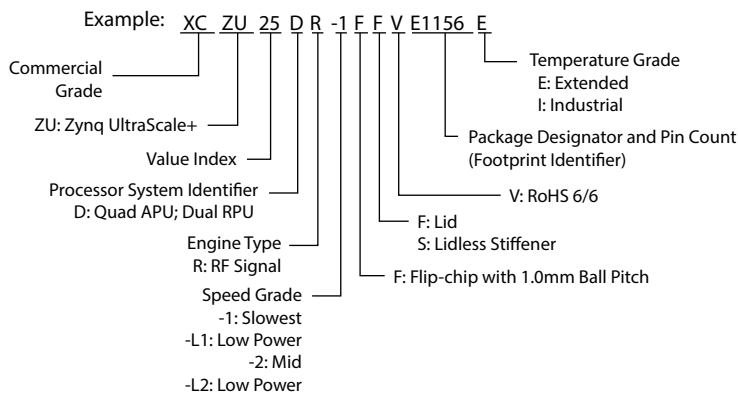 Example: XC ZU 25 D R -1 F F V E1156 E
Commercial
Grade
ZU: Zynq UltraScale+
Value Index
Processor System Identifier
D: Quad APU; Dual RPU
Engine Type
R: RF Signal
Speed Grade
-1: Slowest
-L1: Low Power
-2: Mid
-L2: Low Power
Temperature Grade
E: Extended
I: Industrial
Package Designator and Pin Count
(Footprint Identifier)
V: RoHS 6/6
F: Lid
S: Lidless Stiffener
F: Flip-chip with 1.0mm Ball Pitch